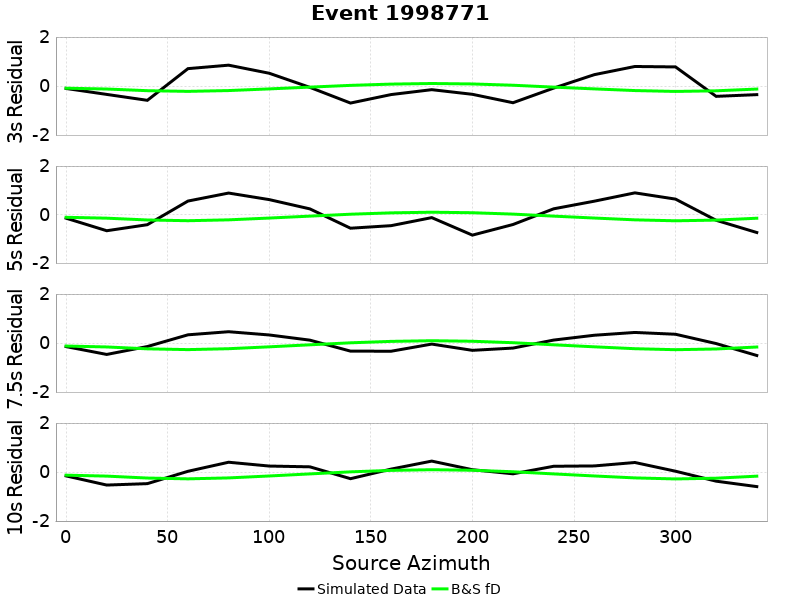 Event 1998771
3s Residual
2
0
-2
5s Residual
2
0
-2
7.5s Residual
2
0
-2
10s Residual
2
0
-2
0 50 100 150 200 250 300
Source Azimuth
Simulated Data B&S fD